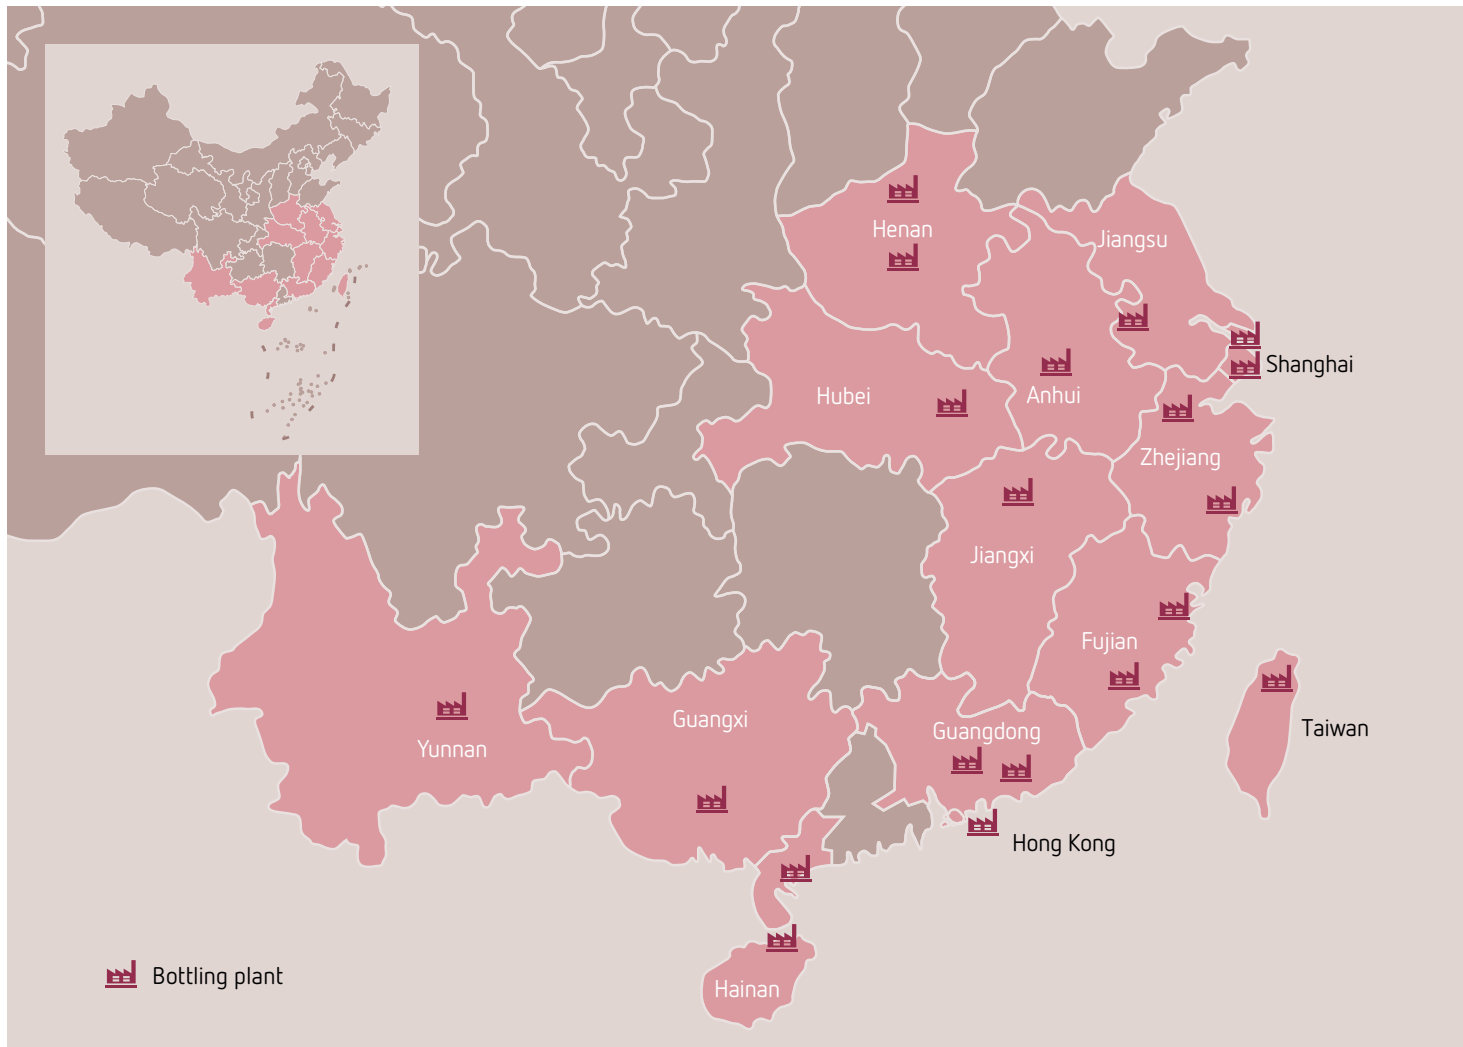 Henan
Jiangsu
Shanghai
Hubei
Anhui
Zhejiang
Jiangxi
Fujian
Guangxi
Guangdong
Taiwan
Yunnan
Hong Kong
Bottling plant
Hainan